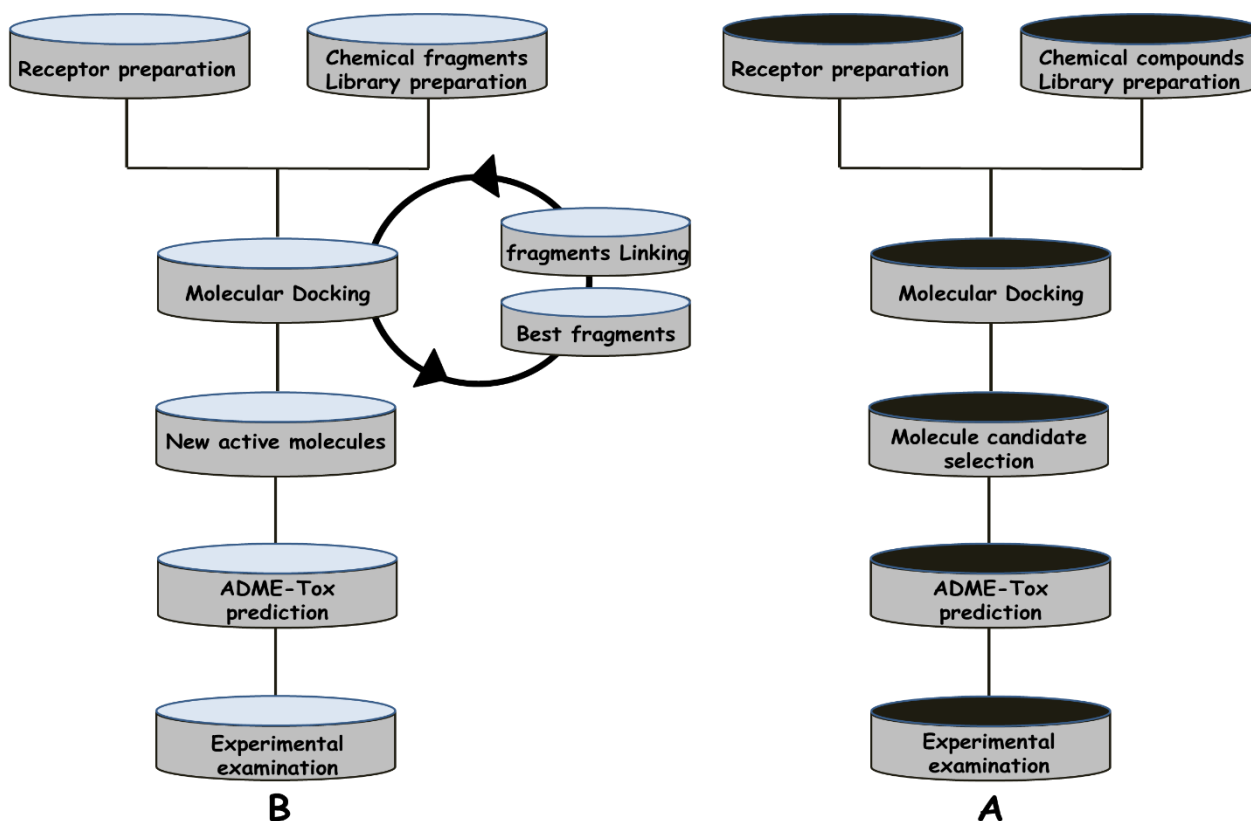 Receptor preparation
Chemical fragments
Library preparation
fragments Linking
Molecular Docking
Best fragments
New active molecules
ADME-Tox
prediction
Experimental
examination
B
Receptor preparation
Chemical compounds
Library preparation
Molecular Docking
Molecule candidate
selection
ADME-Tox
prediction
Experimental
examination
A